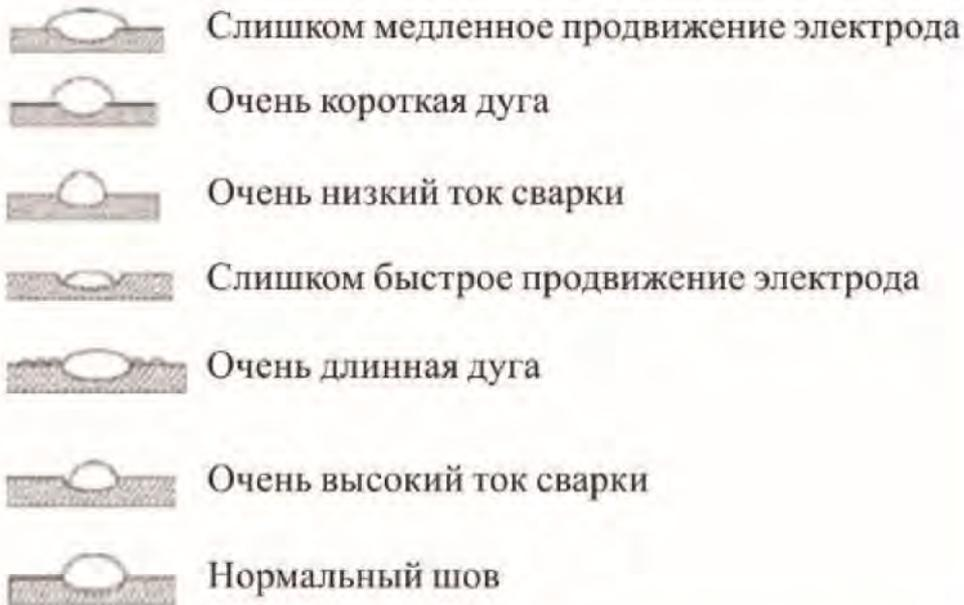 Слишком медленное продвижение электрода
Очень короткая дуга
Очень низкий ток сварки
Слишком быстрое продвижение электрода
Очень длинная дуга
Очень высокий ток сварки
Нормальный шов